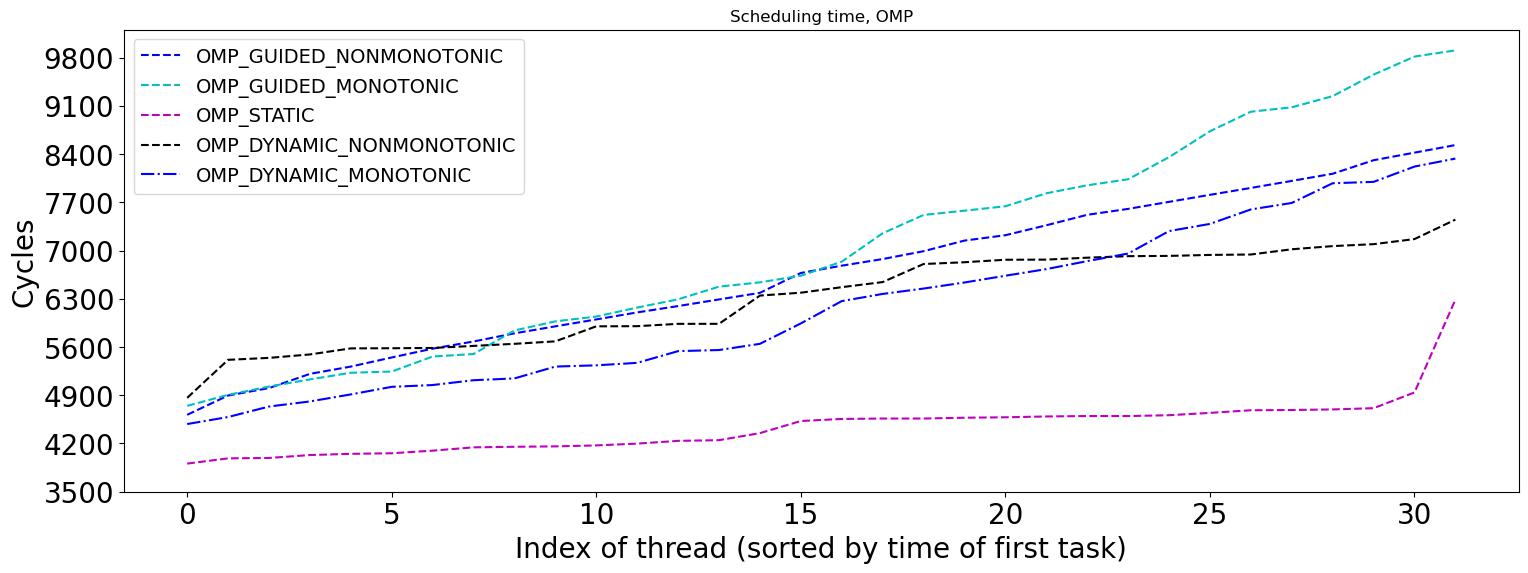 Scheduling time, OMP
OMP_GUIDED_NONMONOTONIC
OMP_GUIDED_MONOTONIC
OMP_STATIC
OMP_DYNAMIC_NONMONOTONIC
OMP_DYNAMIC_MONOTONIC
Cycles
9800
9100
8400
7700
7000
6300
5600
4900
4200
3500
0 5 10 15 20 25 30
Index of thread (sorted by time of first task)